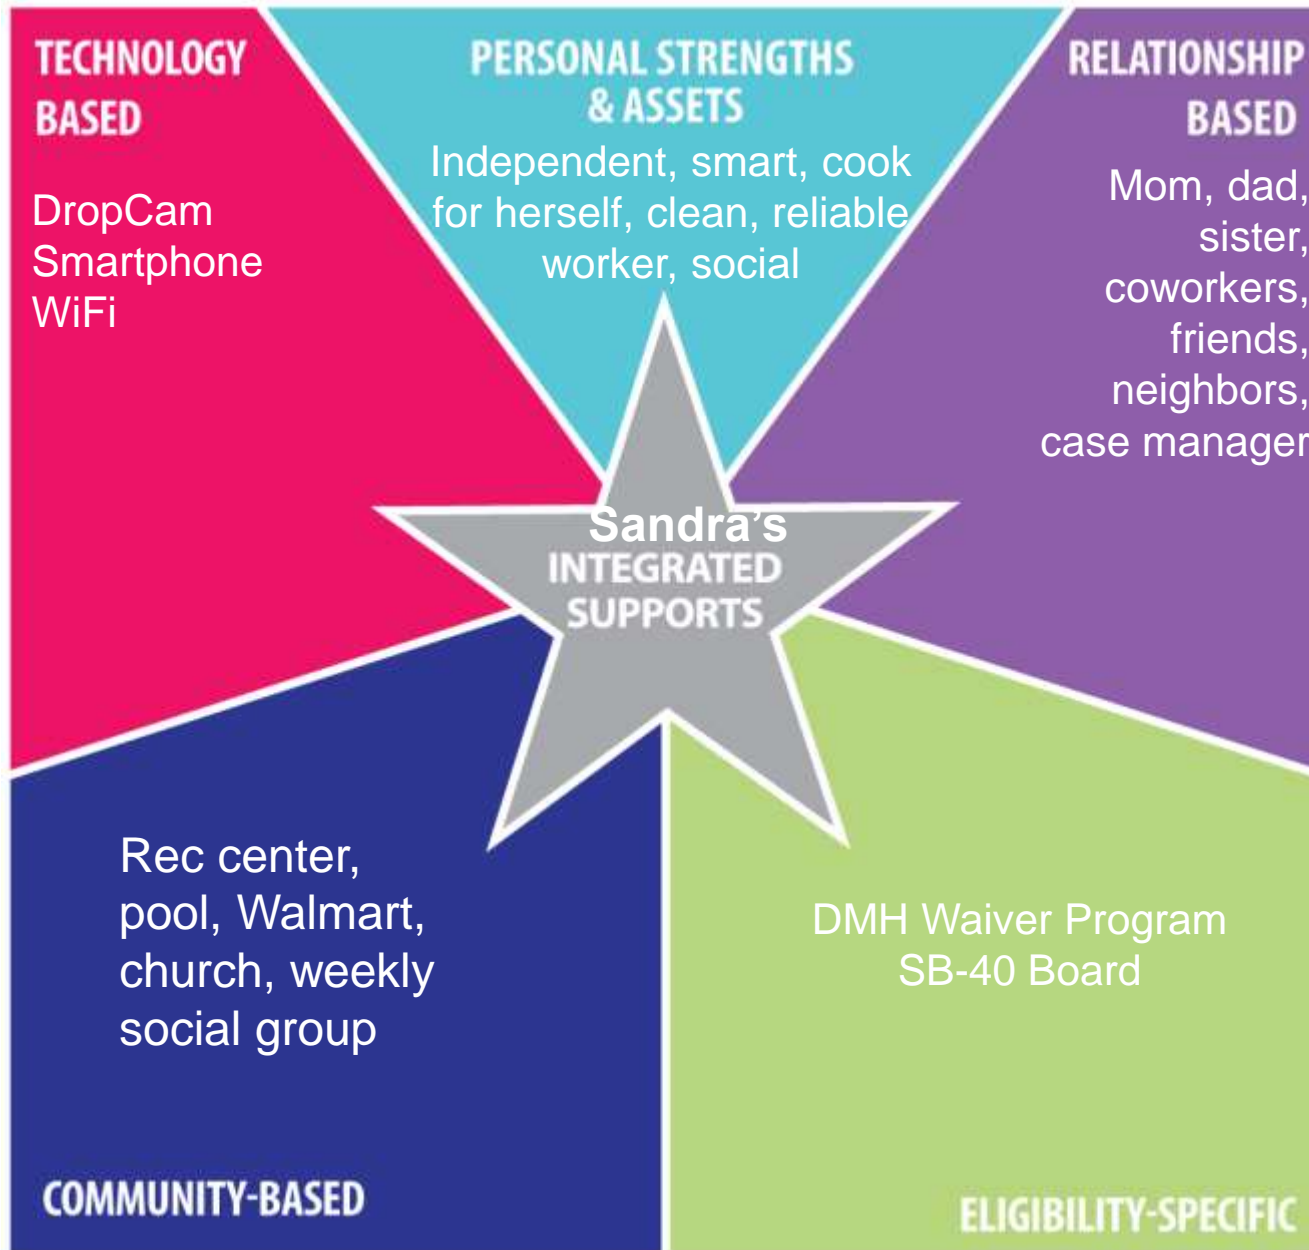 TECHNOLOGY
BASED
DropCam
Smartphone
WiFi
PERSONAL STRENGTHS
& ASSETS
Independent, smart, cook
for herself, clean, reliable
worker, social
RELATIONSHIP
BASED
Mom, dad,
sister,
coworkers,
friends,
neighbors,
case manager
Sandra’s
INTEGRATED
SUPPORTS
Rec center,
pool, Walmart,
church, weekly
social group
COMMUNITY-BASED
DMH Waiver Program
SB-40 Board
ELIGIBILITY-SPECIFIC